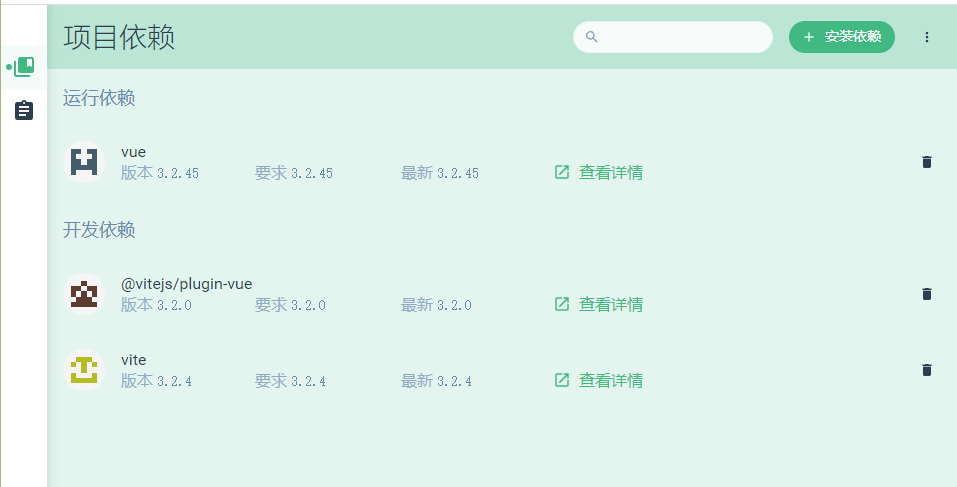 项目依赖
安装依赖
运行依赖
vue
版本 3.2.45 要求 3.2.45 最新 3.2.45 查看详情
开发依赖
@vitejs/plugin-vue
版本 3.2.0 要求 3.2.0 最新 3.2.0 查看详情
vite
版本 3.2.4 要求 3.2.4 最新 3.2.4 查看详情